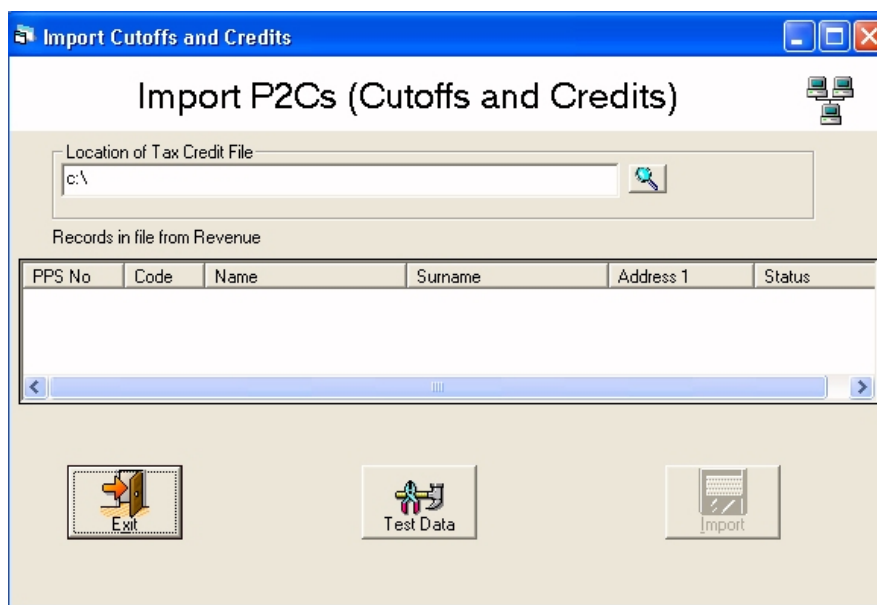 Import Cutoffs and Credits
Import P2Cs (Cutoffs and Credits)
Location of Tax Credit File
c:\
Records in file from Revenue
PPS No Code Name Surname Address 1 Status
Exit Test Data Import